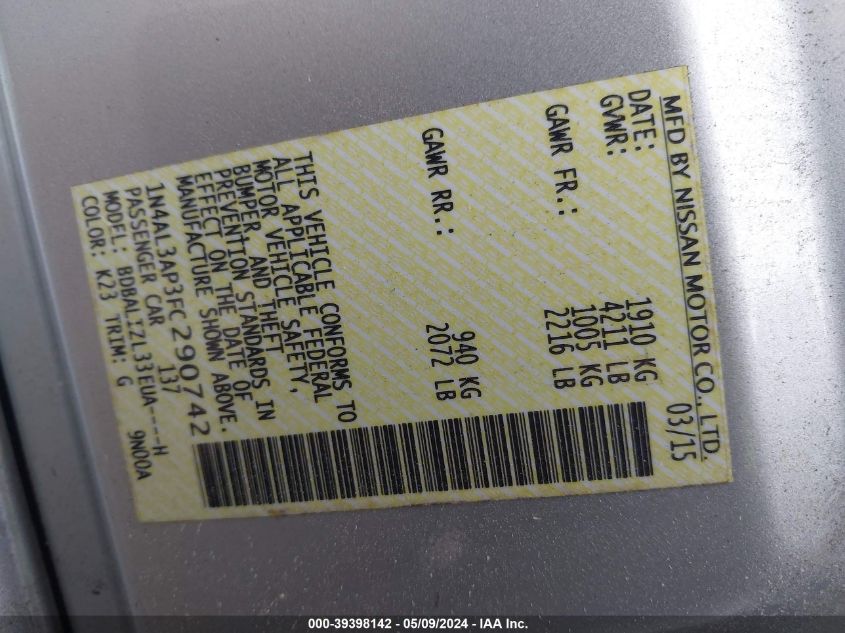 MFD BY NISSAN MOTOR CO., LTD.
DATE: 03/15
GVWR: 1910 KG
4211 LB
GAWR FR.: 1005 KG
2216 LB
GAWR RR.: 940 KG
2072 LB
THIS VEHICLE CONFORMS TO
ALL APPLICABLE FEDERAL
MOTOR VEHICLE SAFETY,
BUMPER, AND THEFT
PREVENTION STANDARDS IN
EFFECT ON THE DATE OF
MANUFACTURE SHOWN ABOVE.
1N4AL3AP3FC290742
PASSENGER CAR 137
MODEL: BDBALIZL33EUA----H
COLOR: K23 TRIM: G 9N00A
000-39398142 - 05/09/2024 - IAA Inc.